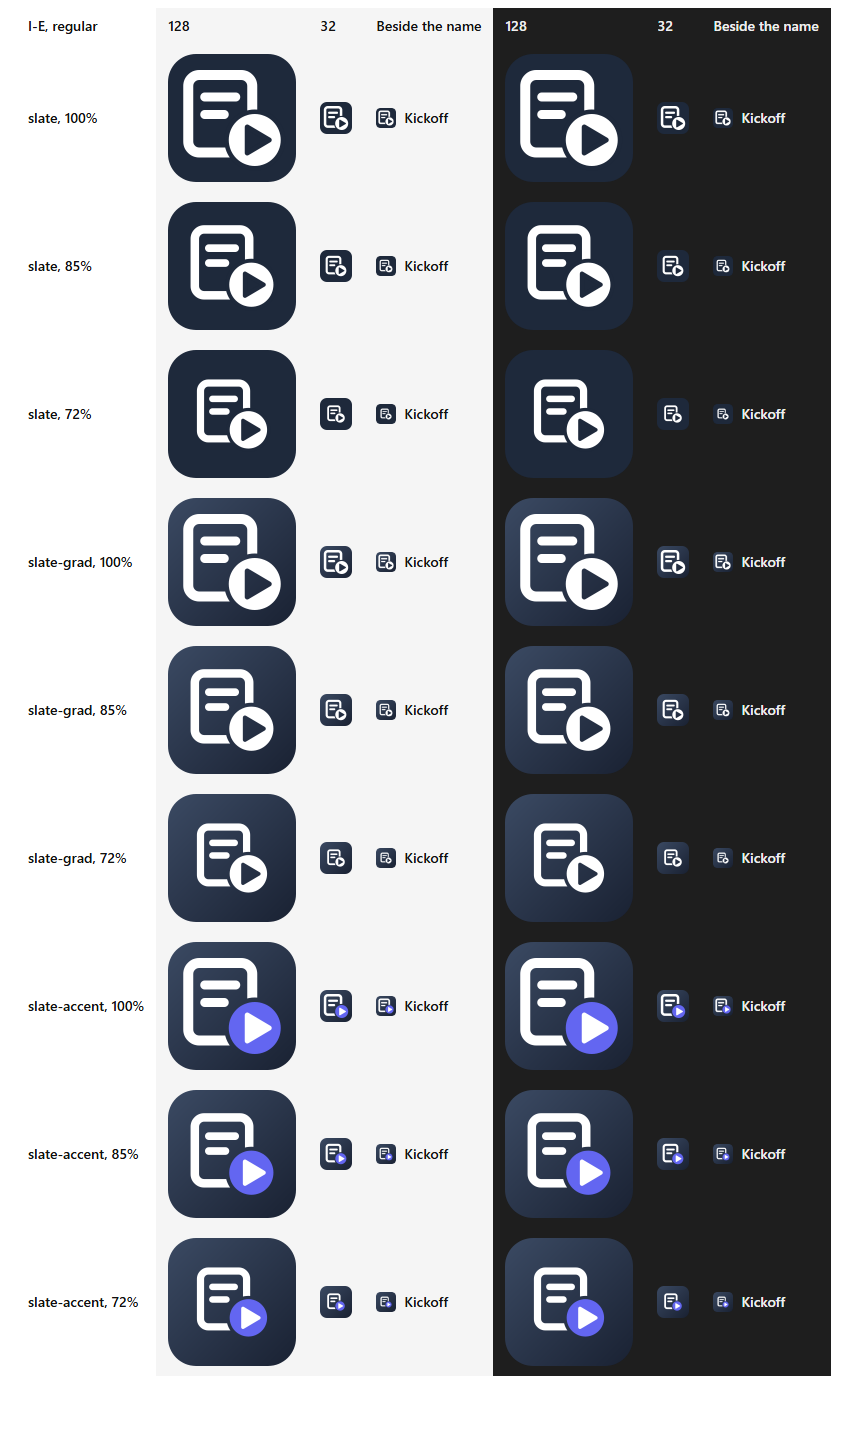 I-E, regular 128 32 Beside the name 128 32 Beside the name
slate, 100% Kickoff Kickoff
slate, 85% Kickoff Kickoff
slate, 72% Kickoff Kickoff
slate-grad, 100% Kickoff Kickoff
slate-grad, 85% Kickoff Kickoff
slate-grad, 72% Kickoff Kickoff
slate-accent, 100% Kickoff Kickoff
slate-accent, 85% Kickoff Kickoff
slate-accent, 72% Kickoff Kickoff